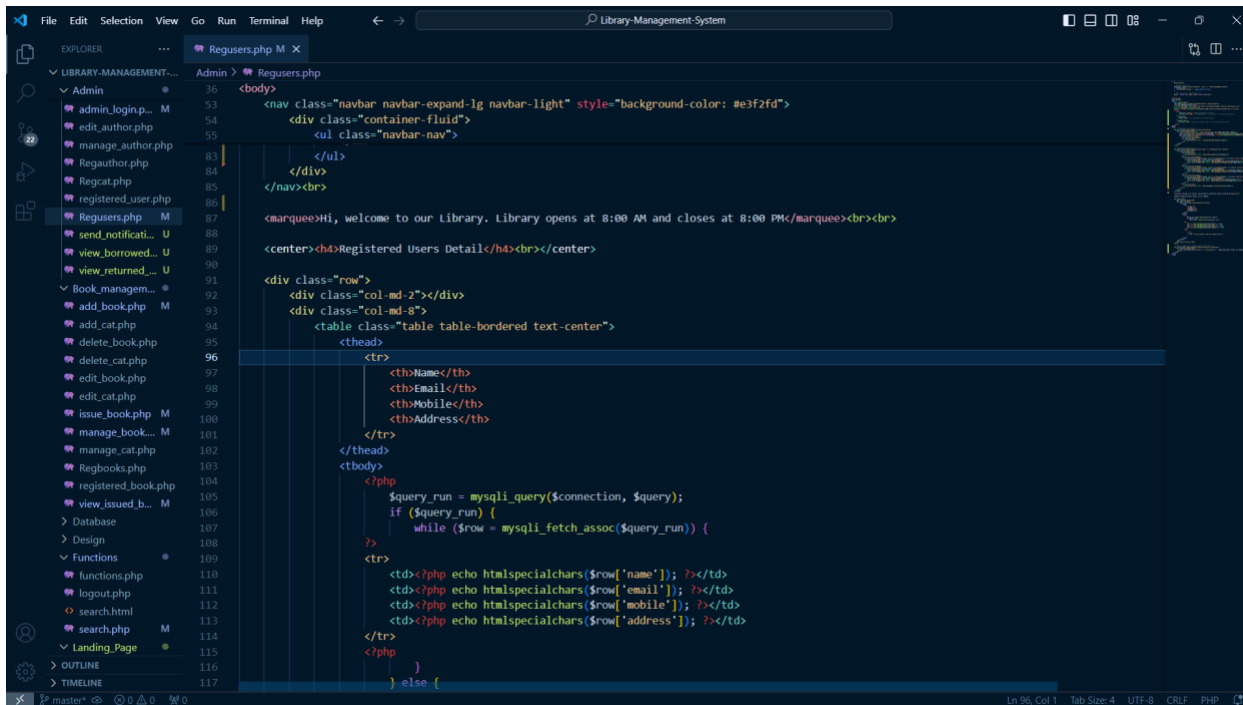 File Edit Selection View Go Run Terminal Help
Library-Management-System
EXPLORER
LIBRARY-MANAGEMENT-...
Admin
admin_login.p... M
edit_author.php
manage_author.php
Regauthor.php
Regcat.php
registered_user.php
Regusers.php M
send_notificati... U
view_borrowed... U
view_returned_... U
Book_managem...
add_book.php M
add_cat.php
delete_book.php
delete_cat.php
edit_book.php
edit_cat.php
issue_book.php M
manage_book.... M
manage_cat.php
Regbooks.php
registered_book.php
view_issued_b... M
Database
Design
Functions
functions.php
logout.php
search.html
search.php M
Landing_Page
OUTLINE
TIMELINE
22
Regusers.php M
Admin > Regusers.php
36 <body>
53 <nav class="navbar navbar-expand-lg navbar-light" style="background-color: #e3f2fd">
54 <div class="container-fluid">
55 <ul class="navbar-nav">
83 </ul>
84 </div>
85 </nav><br>
86
87 <marquee>Hi, welcome to our Library. Library opens at 8:00 AM and closes at 8:00 PM</marquee><br><br>
88
89 <center><h4>Registered Users Detail</h4><br></center>
90
91 <div class="row">
92 <div class="col-md-2"></div>
93 <div class="col-md-8">
94 <table class="table table-bordered text-center">
95 <thead>
96 <tr>
97 <th>Name</th>
98 <th>Email</th>
99 <th>Mobile</th>
100 <th>Address</th>
101 </tr>
102 </thead>
103 <tbody>
104 <?php
105 $query_run = mysqli_query($connection, $query);
106 if ($query_run) {
107 while ($row = mysqli_fetch_assoc($query_run)) {
108 ?>
109 <tr>
110 <td><?php echo htmlspecialchars($row['name']); ?></td>
111 <td><?php echo htmlspecialchars($row['email']); ?></td>
112 <td><?php echo htmlspecialchars($row['mobile']); ?></td>
113 <td><?php echo htmlspecialchars($row['address']); ?></td>
114 </tr>
115 <?php
116 }
117 } else {
master* 0 0 0
Ln 96, Col 1 Tab Size: 4 UTF-8 CRLF PHP